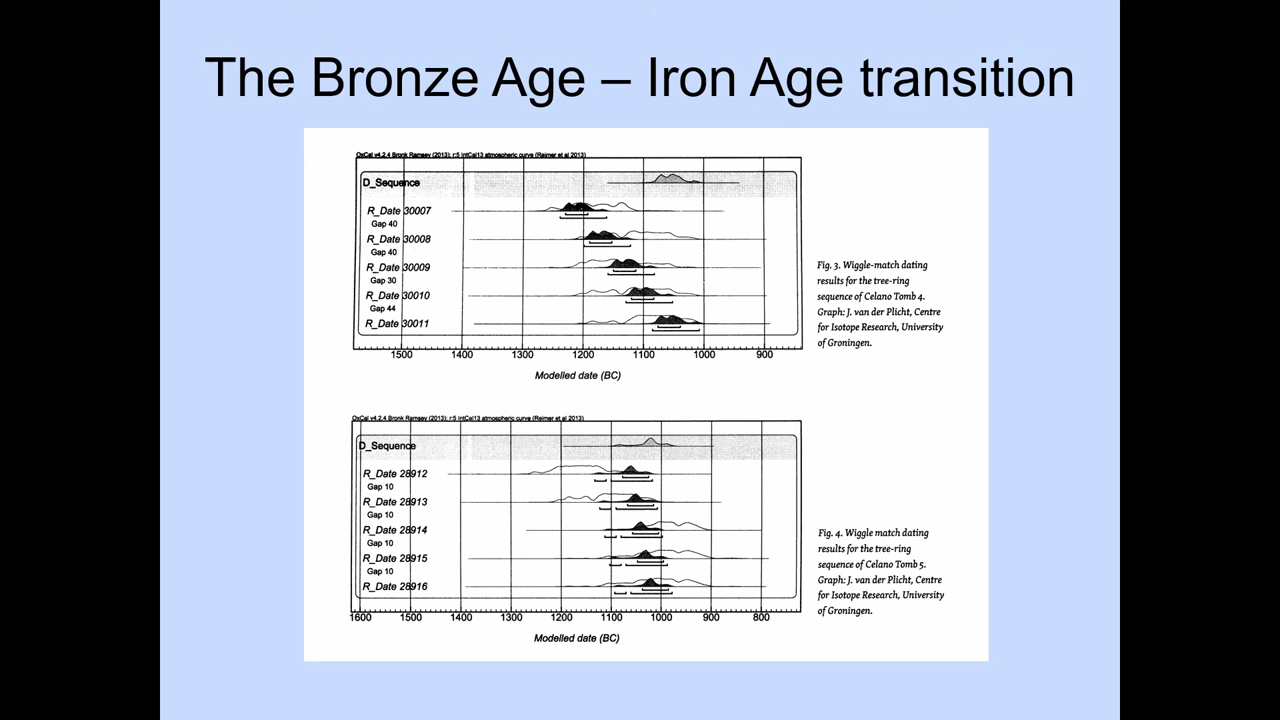 The Bronze Age – Iron Age transition
OxCal v4.2.4 Bronk Ramsey (2013); r:5 IntCal13 atmospheric curve (Reimer et al 2013)
D_Sequence
R_Date 30007
Gap 40
R_Date 30008
Gap 40
R_Date 30009
Gap 30
R_Date 30010
Gap 44
R_Date 30011
1500 1400 1300 1200 1100 1000 900
Modelled date (BC)
Fig. 3. Wiggle-match dating
results for the tree-ring
sequence of Celano Tomb 4.
Graph: J. van der Plicht, Centre
for Isotope Research, University
of Groningen.
OxCal v4.2.4 Bronk Ramsey (2013); r:5 IntCal13 atmospheric curve (Reimer et al 2013)
D_Sequence
R_Date 28912
Gap 10
R_Date 28913
Gap 10
R_Date 28914
Gap 10
R_Date 28915
Gap 10
R_Date 28916
1600 1500 1400 1300 1200 1100 1000 900 800
Modelled date (BC)
Fig. 4. Wiggle match dating
results for the tree-ring
sequence of Celano Tomb 5.
Graph: J. van der Plicht, Centre
for Isotope Research, University
of Groningen.